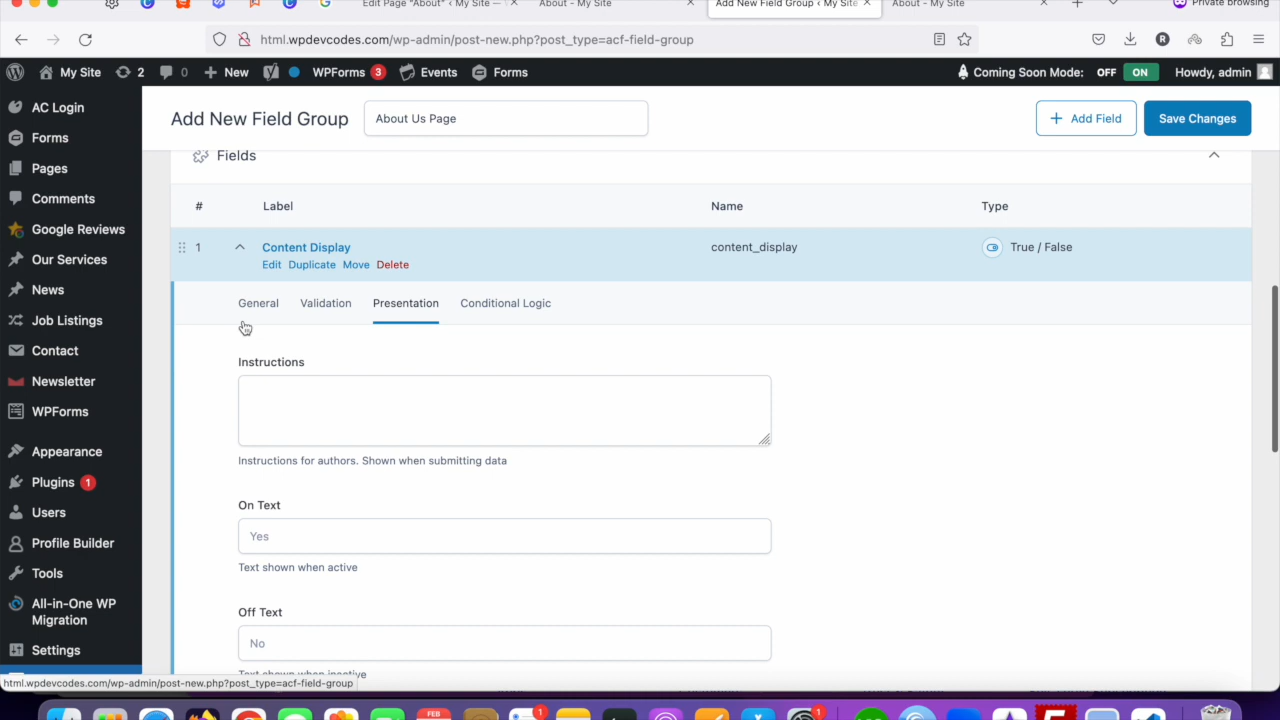 Edit Page "About" ‹ My Site —
About - My Site
Add New Field Group ‹ My Site
About - My Site
Private browsing
html.wpdevcodes.com/wp-admin/post-new.php?post_type=acf-field-group
My Site
2
0
New
WPForms 3
Events
Forms
Coming Soon Mode: OFF ON
Howdy, admin
AC Login
Forms
Pages
Comments
Google Reviews
Our Services
News
Job Listings
Contact
Newsletter
WPForms
Appearance
Plugins 1
Users
Profile Builder
Tools
All-in-One WP
Migration
Settings
Add New Field Group
About Us Page
+ Add Field
Save Changes
Fields
# Label Name Type
1 Content Display content_display True / False
Edit Duplicate Move Delete
General Validation Presentation Conditional Logic
Instructions
Instructions for authors. Shown when submitting data
On Text
Yes
Text shown when active
Off Text
No
Text shown when inactive
html.wpdevcodes.com/wp-admin/post-new.php?post_type=acf-field-group
FEB
1
1